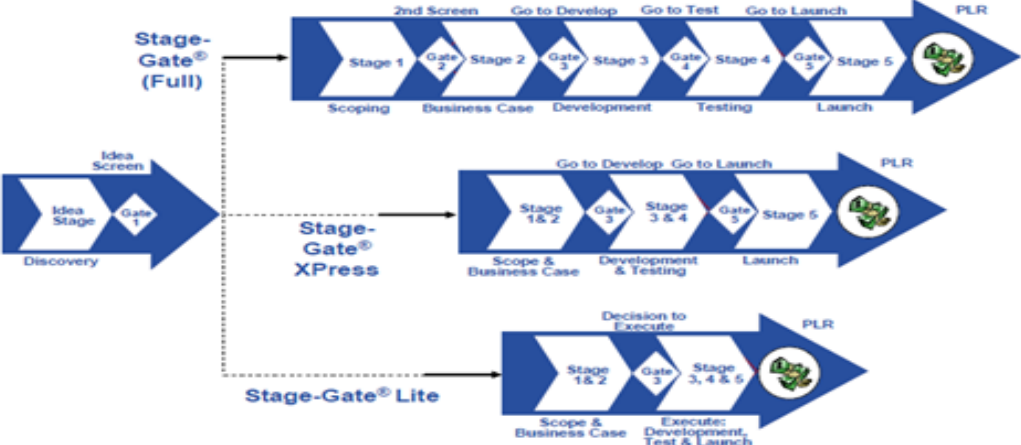 2nd Screen Go to Develop Go to Test Go to Launch PLR
Stage-
Gate®
(Full)
Stage 1 Gate 2 Stage 2 Gate 3 Stage 3 Gate 4 Stage 4 Gate 5 Stage 5
Scoping Business Case Development Testing Launch
Idea
Screen
Idea
Stage
Gate
1
Discovery
Go to Develop Go to Launch PLR
Stage-
Gate®
XPress
Stage
1& 2
Gate
3
Stage
3 & 4
Gate
5
Stage 5
Scope &
Business Case
Development
& Testing
Launch
Decision to
Execute
PLR
Stage-Gate® Lite
Stage
1& 2
Gate
3
Stage
3, 4 & 5
Scope &
Business Case
Execute:
Development,
Test & Launch